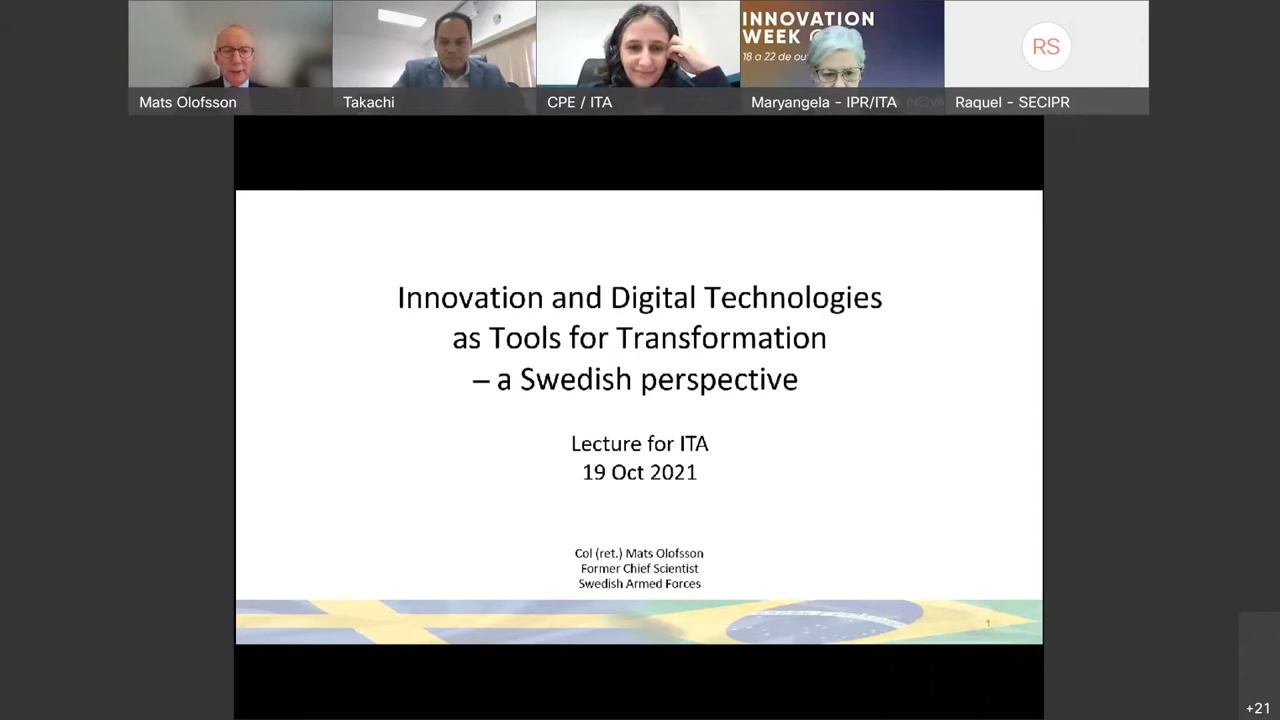 INNOVATION
WEEK @
18 a 22 de ou
RS
Mats Olofsson
Takachi
CPE / ITA
Maryangela - IPR/ITA
Raquel - SECIPR
Innovation and Digital Technologies
as Tools for Transformation
– a Swedish perspective
Lecture for ITA
19 Oct 2021
Col (ret.) Mats Olofsson
Former Chief Scientist
Swedish Armed Forces
1
+21